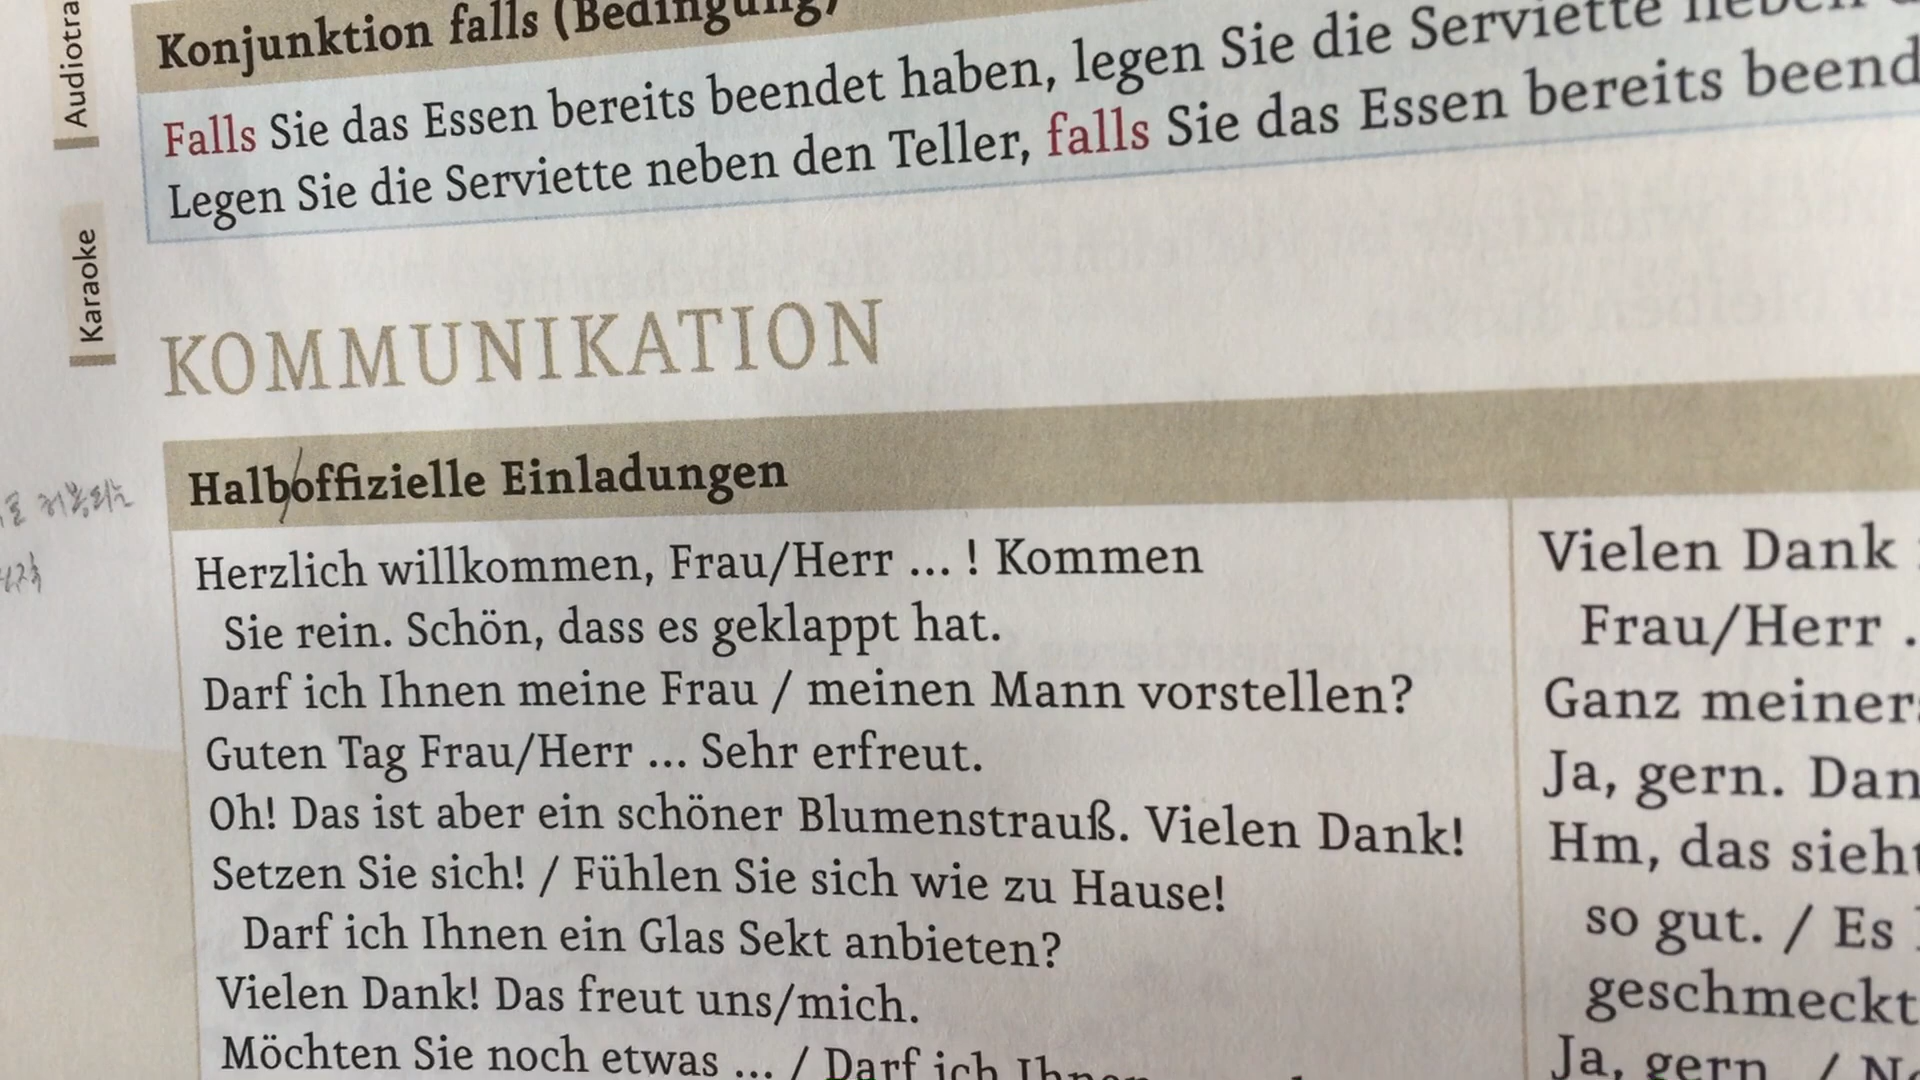 Audiotra
Karaoke
Konjunktion falls (Bedingung)
Falls Sie das Essen bereits beendet haben, legen Sie die Serviette neben
Legen Sie die Serviette neben den Teller, falls Sie das Essen bereits beend
KOMMUNIKATION
Halboffizielle Einladungen
Herzlich willkommen, Frau/Herr ... ! Kommen
Sie rein. Schön, dass es geklappt hat.
Darf ich Ihnen meine Frau / meinen Mann vorstellen?
Guten Tag Frau/Herr ... Sehr erfreut.
Oh! Das ist aber ein schöner Blumenstrauß. Vielen Dank!
Setzen Sie sich! / Fühlen Sie sich wie zu Hause!
Darf ich Ihnen ein Glas Sekt anbieten?
Vielen Dank! Das freut uns/mich.
Möchten Sie noch etwas ... / Darf ich Ihnen
Vielen Dank
Frau/Herr .
Ganz meiner
Ja, gern. Dan
Hm, das sieht
so gut. / Es
geschmeckt
Ja, gern. / N